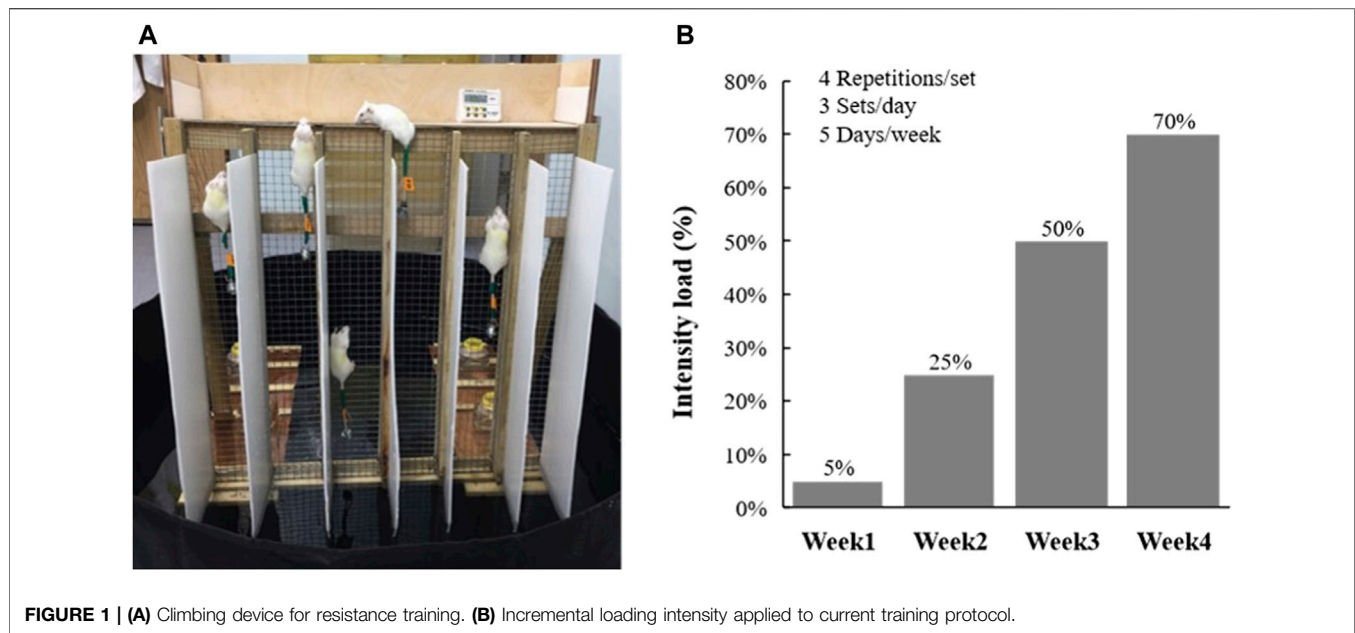 A
B
80%
70%
60%
50%
40%
30%
20%
10%
0%
Intensity load (%)
4 Repetitions/set
3 Sets/day
5 Days/week
5%
25%
50%
70%
Week1 Week2 Week3 Week4
FIGURE 1 | (A) Climbing device for resistance training. (B) Incremental loading intensity applied to current training protocol.